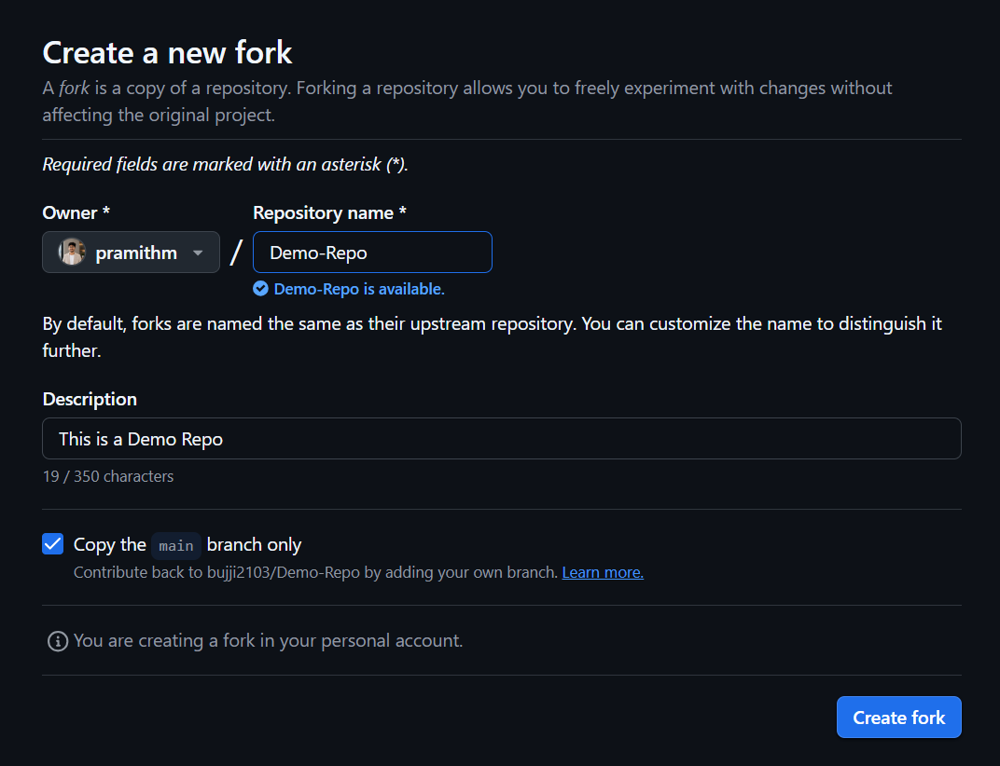 Create a new fork
A fork is a copy of a repository. Forking a repository allows you to freely experiment with changes without
affecting the original project.
Required fields are marked with an asterisk (*).
Owner * Repository name *
pramithm / Demo-Repo
Demo-Repo is available.
By default, forks are named the same as their upstream repository. You can customize the name to distinguish it
further.
Description
This is a Demo Repo
19 / 350 characters
Copy the main branch only
Contribute back to bujji2103/Demo-Repo by adding your own branch. Learn more.
You are creating a fork in your personal account.
Create fork